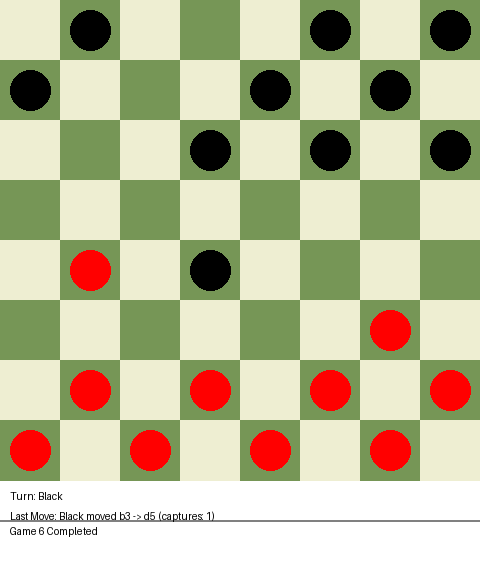 Turn: Black
Last Move: Black moved b3 -> d5 (captures: 1)
Game 6 Completed